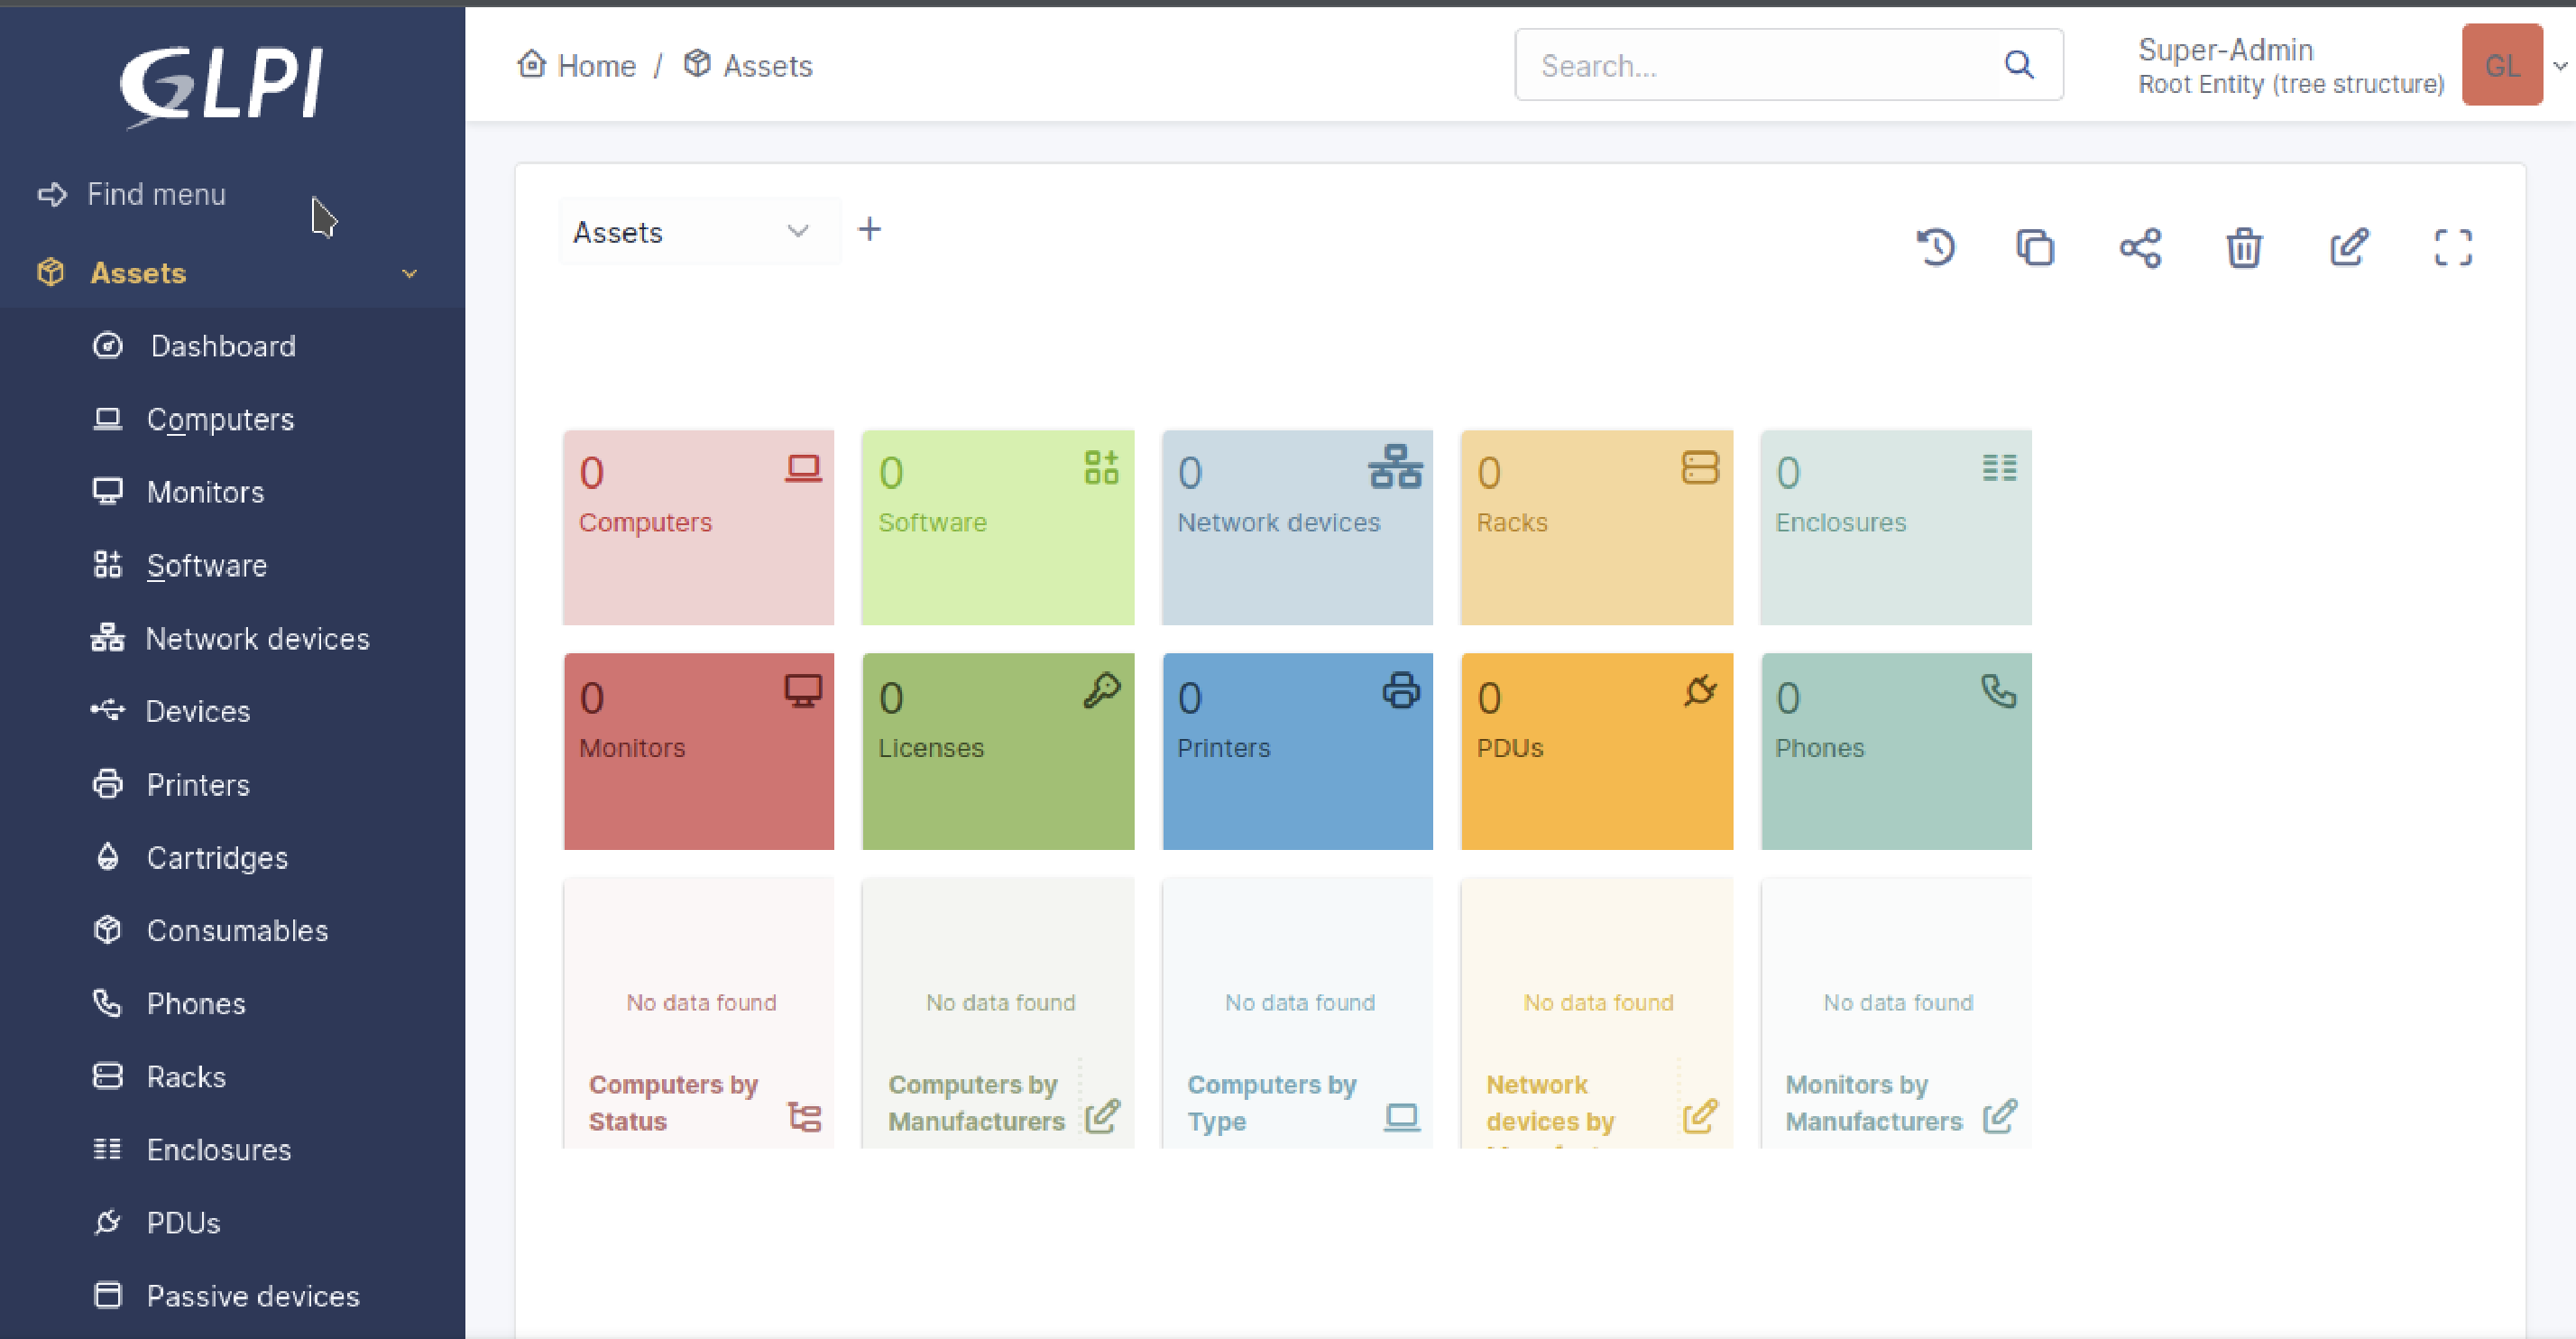 GLPI
Find menu
Assets
Dashboard
Computers
Monitors
Software
Network devices
Devices
Printers
Cartridges
Consumables
Phones
Racks
Enclosures
PDUs
Passive devices
Home / Assets
Search...
Super-Admin
Root Entity (tree structure)
GL
Assets +
0
Computers
0
Software
0
Network devices
0
Racks
0
Enclosures
0
Monitors
0
Licenses
0
Printers
0
PDUs
0
Phones
No data found
Computers by
Status
No data found
Computers by
Manufacturers
No data found
Computers by
Type
No data found
Network
devices by
No data found
Monitors by
Manufacturers